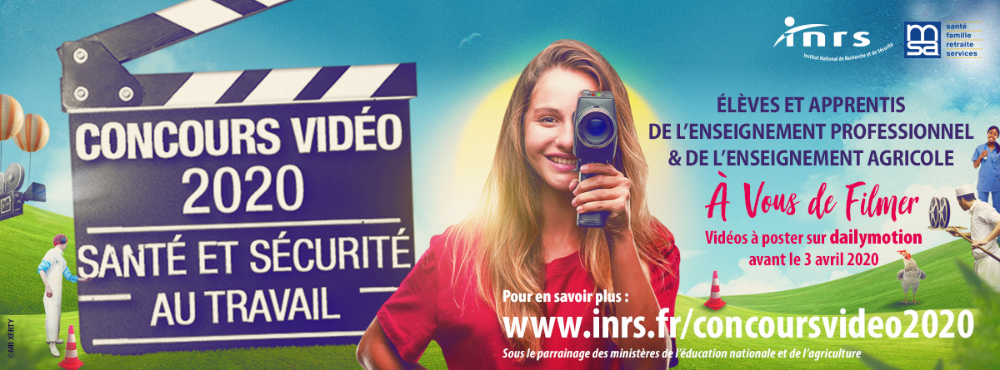 CONCOURS VIDÉO
2020
SANTÉ ET SÉCURITÉ
AU TRAVAIL
inrs
Institut National de Recherche et de Sécurité
msa
santé
famille
retraite
services
ÉLÈVES ET APPRENTIS
DE L'ENSEIGNEMENT PROFESSIONNEL
& DE L'ENSEIGNEMENT AGRICOLE
À Vous de Filmer
Vidéos à poster sur dailymotion
avant le 3 avril 2020
Pour en savoir plus :
www.inrs.fr/concoursvideo2020
Sous le parrainage des ministères de l'éducation nationale et de l'agriculture
©MR XERTY